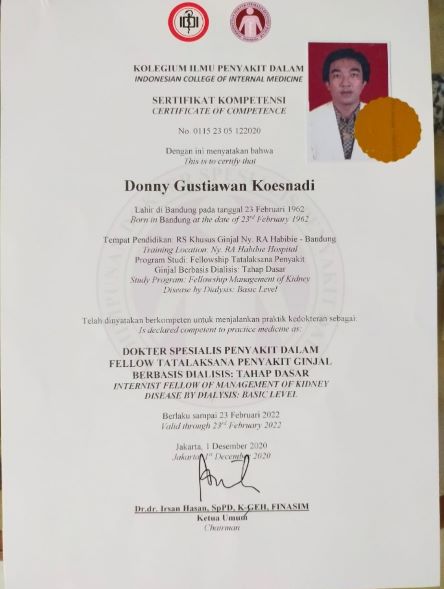 KOLEGIUM ILMU PENYAKIT DALAM
INDONESIAN COLLEGE OF INTERNAL MEDICINE
SERTIFIKAT KOMPETENSI
CERTIFICATE OF COMPETENCE
No. 0115 23 05 122020
Dengan ini menyatakan bahwa
This is to certify that
Donny Gustiawan Koesnadi
Lahir di Bandung pada tanggal 23 Februari 1962
Born in Bandung at the date of 23rd February 1962
Tempat Pendidikan: RS Khusus Ginjal Ny. RA Habibie - Bandung
Training Location: Ny. RA Habibie Hospital
Program Studi: Fellowship Tatalaksana Penyakit
Ginjal Berbasis Dialisis: Tahap Dasar
Study Program: Fellowship Management of Kidney
Disease by Dialysis: Basic Level
Telah dinyatakan berkompeten untuk menjalankan praktik kedokteran sebagai:
Is declared competent to practice medicine as:
DOKTER SPESIALIS PENYAKIT DALAM
FELLOW TATALAKSANA PENYAKIT GINJAL
BERBASIS DIALISIS: TAHAP DASAR
INTERNIST FELLOW OF MANAGEMENT OF KIDNEY
DISEASE BY DIALYSIS: BASIC LEVEL
Berlaku sampai 23 Februari 2022
Valid through 23rd February 2022
Jakarta, 1 Desember 2020
Jakarta, 1st December 2020
Dr.dr. Irsan Hasan, SpPD, K-GEH, FINASIM
Ketua Umum
Chairman